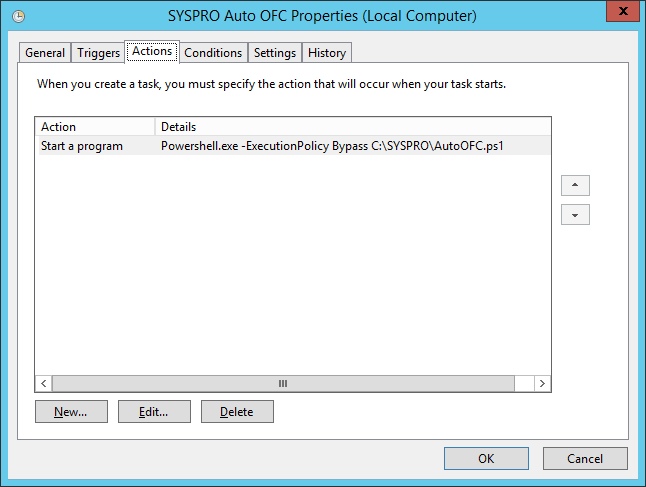 SYSPRO Auto OFC Properties (Local Computer)
x
General Triggers Actions Conditions Settings History
When you create a task, you must specify the action that will occur when your task starts.
Action Details
Start a program Powershell.exe -ExecutionPolicy Bypass C:\SYSPRO\AutoOFC.ps1
New... Edit... Delete
OK Cancel